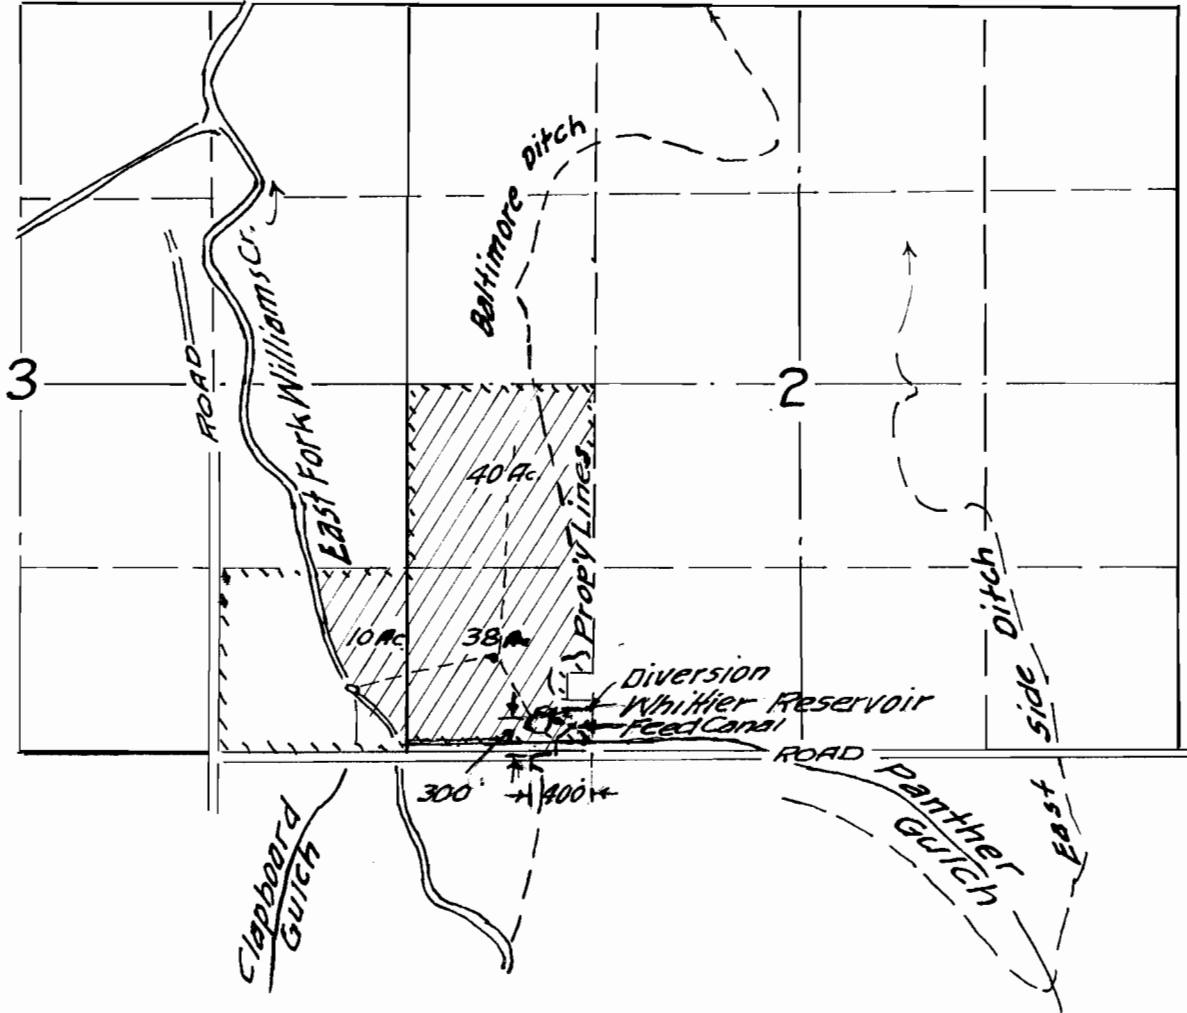 Baltimore Ditch
East Fork Williams Cr.
ROAD
3
2
40 Ac.
Prop'y Lines
10 Ac
38 Ac
Diversion
Whittier Reservoir
Feed Canal
East Side Ditch
ROAD
300'
400'
Panther
Gulch
Clapboard
Gulch